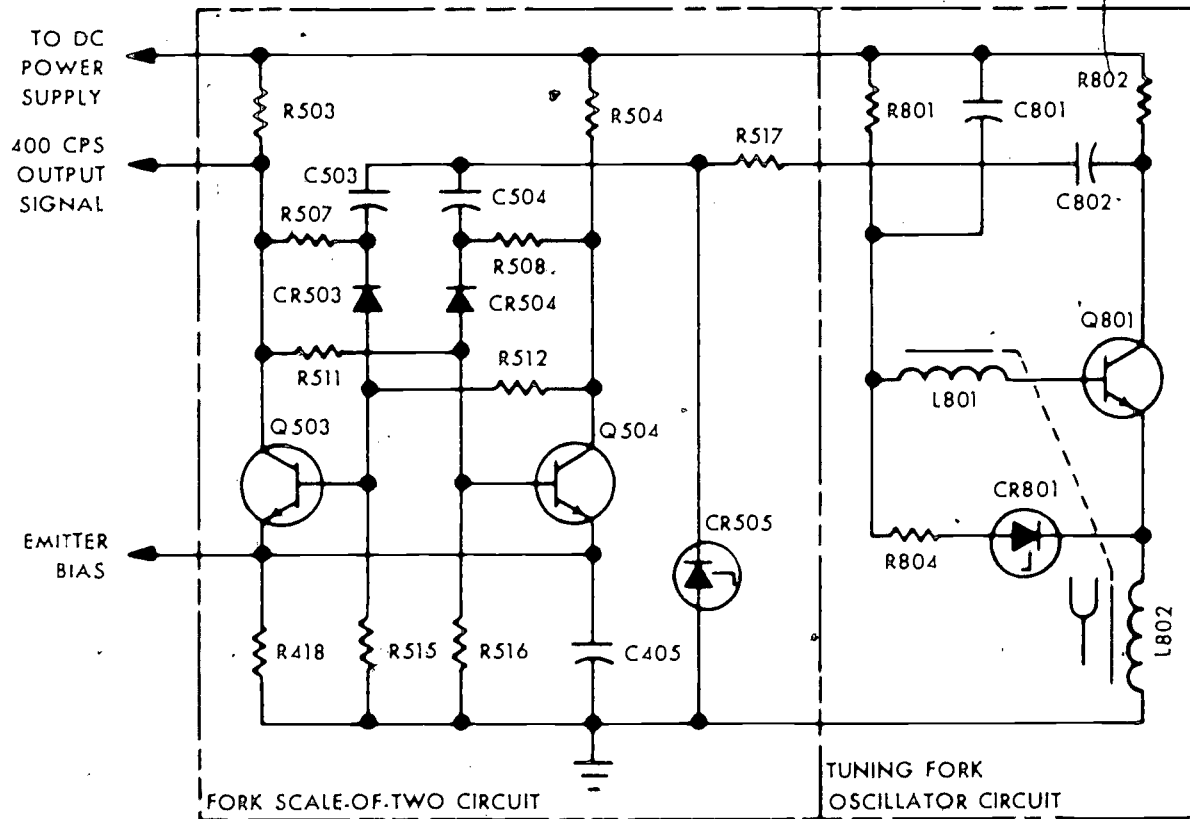 TO DC
POWER
SUPPLY
400 CPS
OUTPUT
SIGNAL
EMITTER
BIAS
R503
R504
R517
R801
C801
R802
C802
C503
C504
R507
R508
CR503
CR504
R511
R512
Q503
Q504
Q801
L801
CR505
CR801
R804
L802
R418
R515
R516
C405
FORK SCALE-OF-TWO CIRCUIT
TUNING FORK
OSCILLATOR CIRCUIT